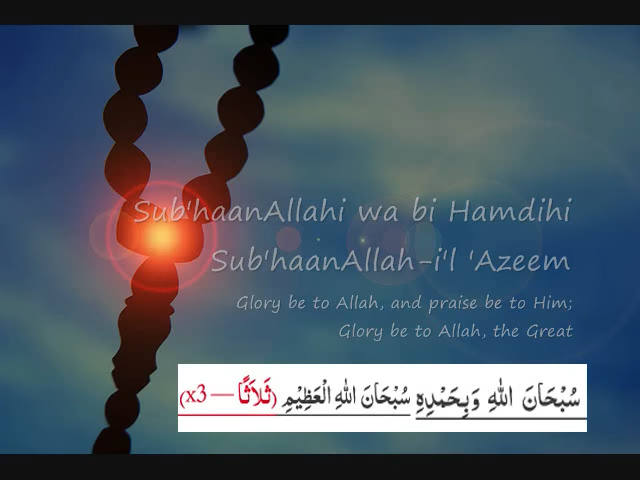 Sub'haanAllahi wa bi Hamdihi
Sub'haanAllah-i'l 'Azeem
Glory be to Allah, and praise be to Him;
Glory be to Allah, the Great
سُبْحَانَ اللهِ وَبِحَمْدِهِ سُبْحَانَ اللهِ الْعَظِيْمِ (ثَلَاثًا—x3)